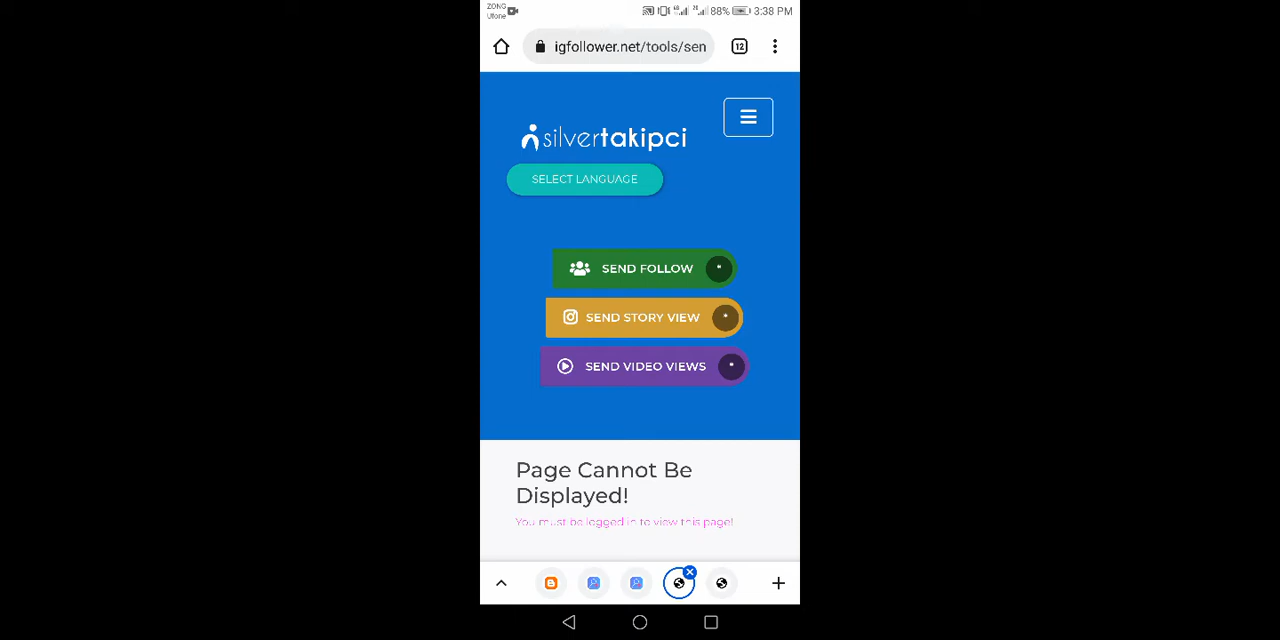 ZONG
Ufone
88%
3:38 PM
igfollower.net/tools/sen
12
silvertakipci
SELECT LANGUAGE
SEND FOLLOW
SEND STORY VIEW
SEND VIDEO VIEWS
Page Cannot Be
Displayed!
You must be logged in to view this page!